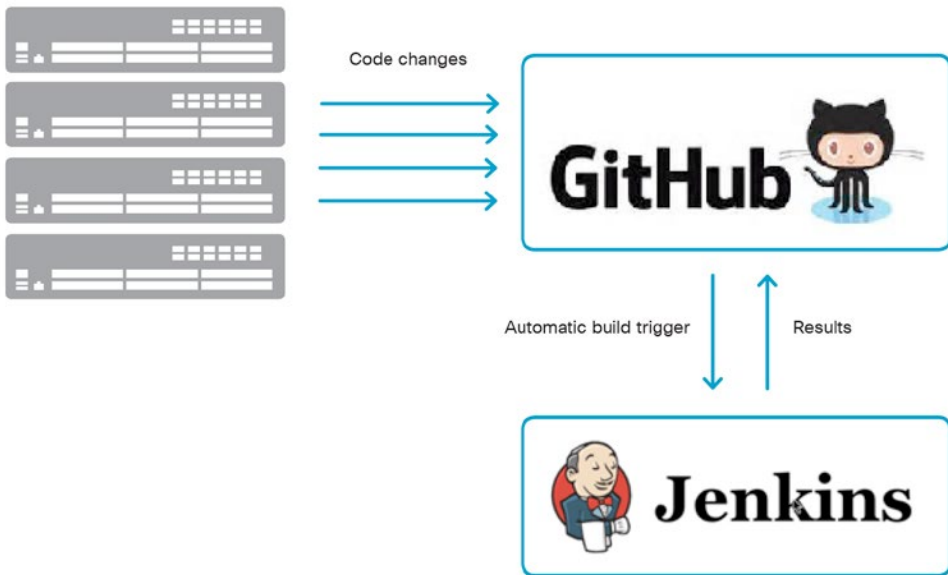 Code changes
GitHub
Automatic build trigger
Results
Jenkins